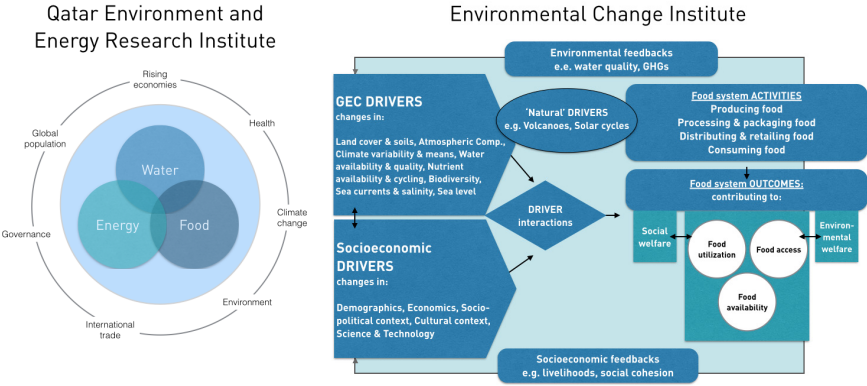 Qatar Environment and
Energy Research Institute
Rising
economies
Health
Global
population
Water
Energy
Food
Climate
change
Governance
Environment
International
trade
Environmental Change Institute
Environmental feedbacks
e.e. water quality, GHGs
GEC DRIVERS
changes in:
Land cover & soils, Atmospheric Comp.,
Climate variability & means, Water
availability & quality, Nutrient
availability & cycling, Biodiversity,
Sea currents & salinity, Sea level
'Natural' DRIVERS
e.g. Volcanoes, Solar cycles
Food system ACTIVITIES
Producing food
Processing & packaging food
Distributing & retailing food
Consuming food
DRIVER
interactions
Food system OUTCOMES:
contributing to:
Social
welfare
Food
utilization
Food access
Food
availability
Environ-
mental
welfare
Socioeconomic
DRIVERS
changes in:
Demographics, Economics, Socio-
political context, Cultural context,
Science & Technology
Socioeconomic feedbacks
e.g. livelihoods, social cohesion